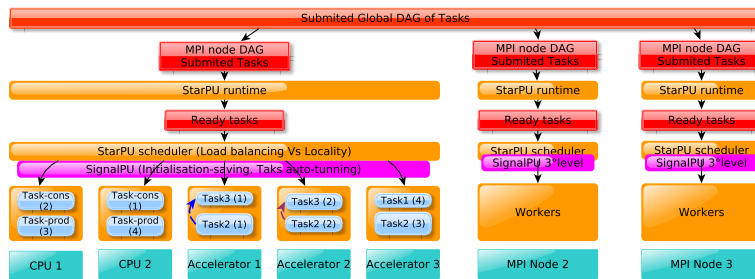 Submited Global DAG of Tasks
MPI node DAG
Submited Tasks
MPI node DAG
Submited Tasks
MPI node DAG
Submited Tasks
StarPU runtime
StarPU runtime
StarPU runtime
Ready tasks
Ready tasks
Ready tasks
StarPU scheduler (Load balancing Vs Locality)
StarPU scheduler
StarPU scheduler
SignalPU (Initialisation-saving, Taks auto-tunning)
SignalPU 3°level
SignalPU 3°level
Task-cons
(2)
Task-prod
(3)
Task-cons
(1)
Task-prod
(4)
Task3 (1)
Task2 (1)
Task3 (2)
Task2 (2)
Task1 (4)
Task2 (3)
Workers
Workers
CPU 1
CPU 2
Accelerator 1
Accelerator 2
Accelerator 3
MPI Node 2
MPI Node 3